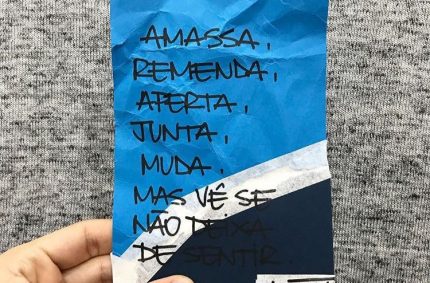 AMASSA,
REMENDA,
APERTA,
JUNTA,
MUDA.
MAS VÊ SE
NÃO DEIXA
DE SENTIR.